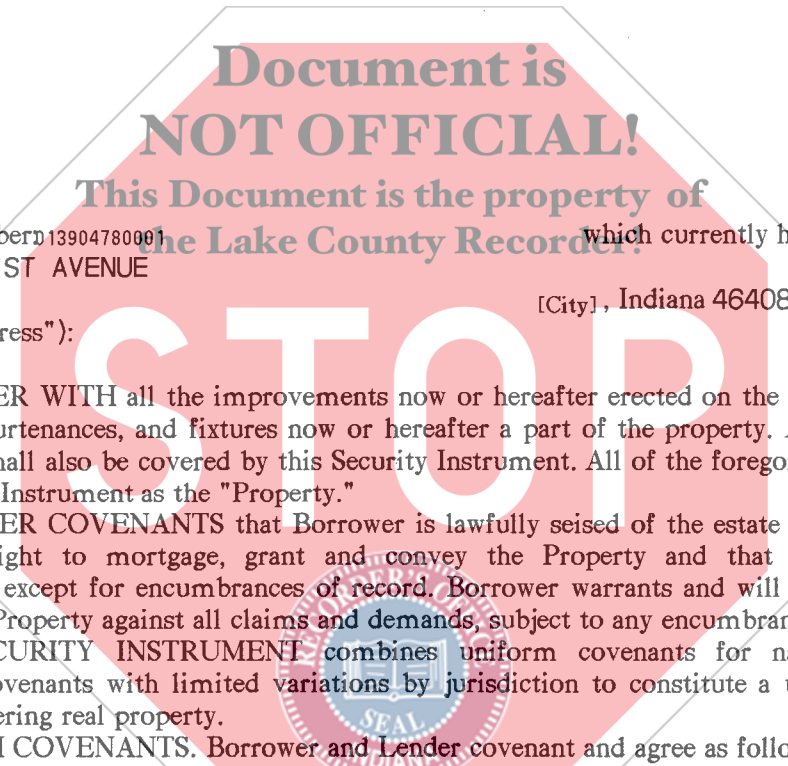 Document is
NOT OFFICIAL!
This Document is the property of
the Lake County Recorder!
ber: 13904780001 which currently h
ST AVENUE
[City], Indiana 46408
ress"):
STOP
ER WITH all the improvements now or hereafter erected on the
urtenances, and fixtures now or hereafter a part of the property. A
hall also be covered by this Security Instrument. All of the forego
Instrument as the "Property."
ER COVENANTS that Borrower is lawfully seised of the estate
ight to mortgage, grant and convey the Property and that
except for encumbrances of record. Borrower warrants and will
Property against all claims and demands, subject to any encumbran
CURITY INSTRUMENT combines uniform covenants for na
ovenants with limited variations by jurisdiction to constitute a u
ering real property.
SEAL
M COVENANTS. Borrower and Lender covenant and agree as follo